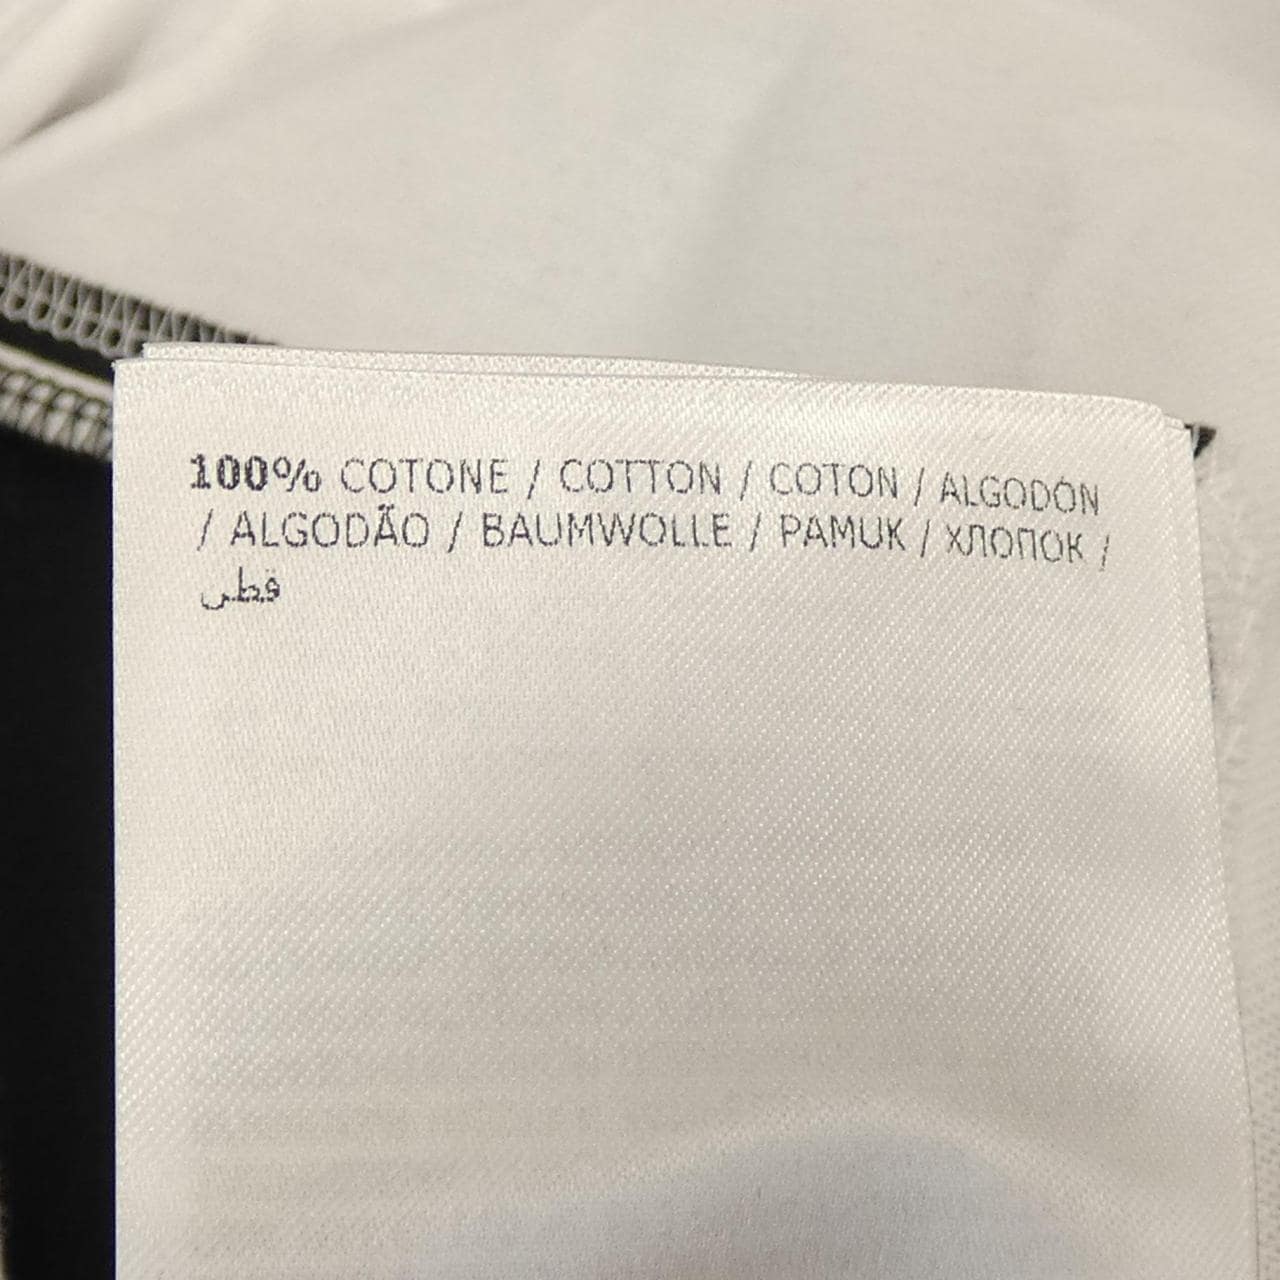 100% COTONE / COTTON / COTON / ALGODÓN
/ ALGODÃO / BAUMWOLLE / PAMUK / ХЛОПОК /
قطن